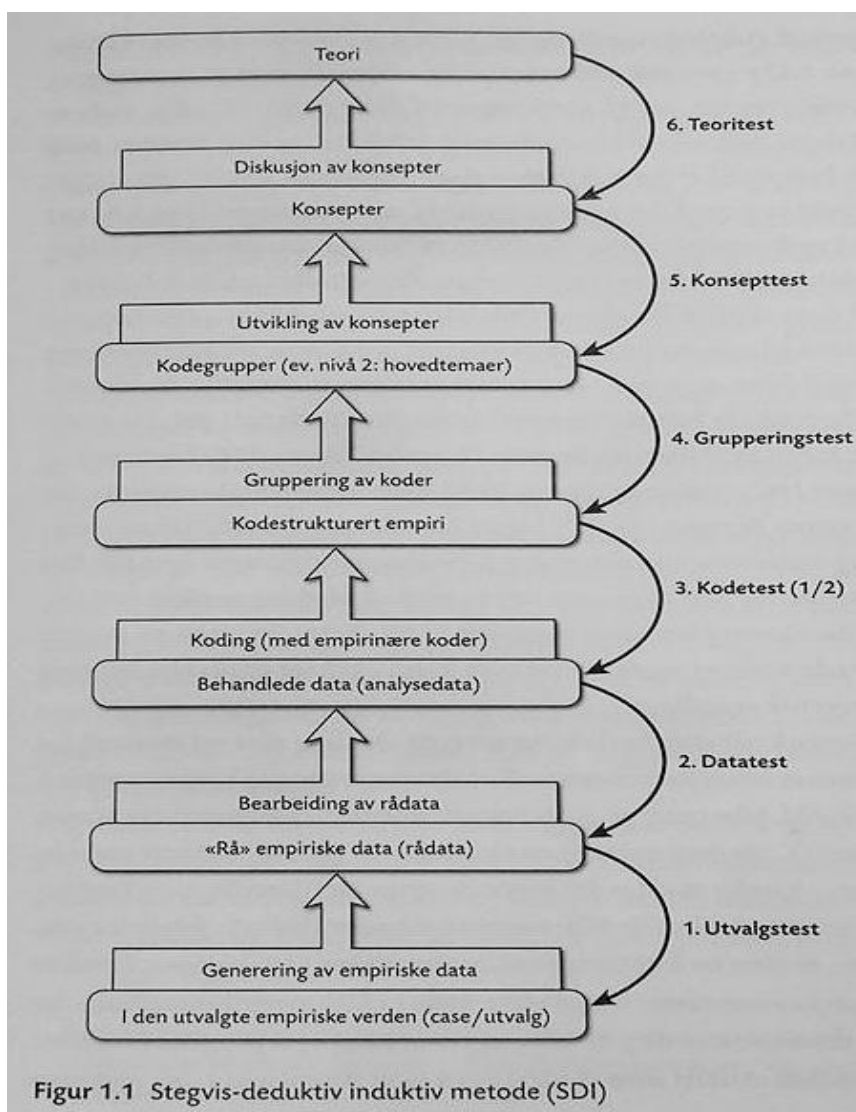 Teori
6. Teoritest
Diskusjon av konsepter
Konsepter
5. Konsepttest
Utvikling av konsepter
Kodegrupper (ev. nivå 2: hovedtemaer)
4. Grupperingstest
Gruppering av koder
Kodestrukturert empiri
3. Kodetest (1/2)
Koding (med empirinære koder)
Behandlede data (analysedata)
2. Datatest
Bearbeiding av rådata
«Rå» empiriske data (rådata)
1. Utvalgstest
Generering av empiriske data
I den utvalgte empiriske verden (case/utvalg)
Figur 1.1 Stegvis-deduktiv induktiv metode (SDI)